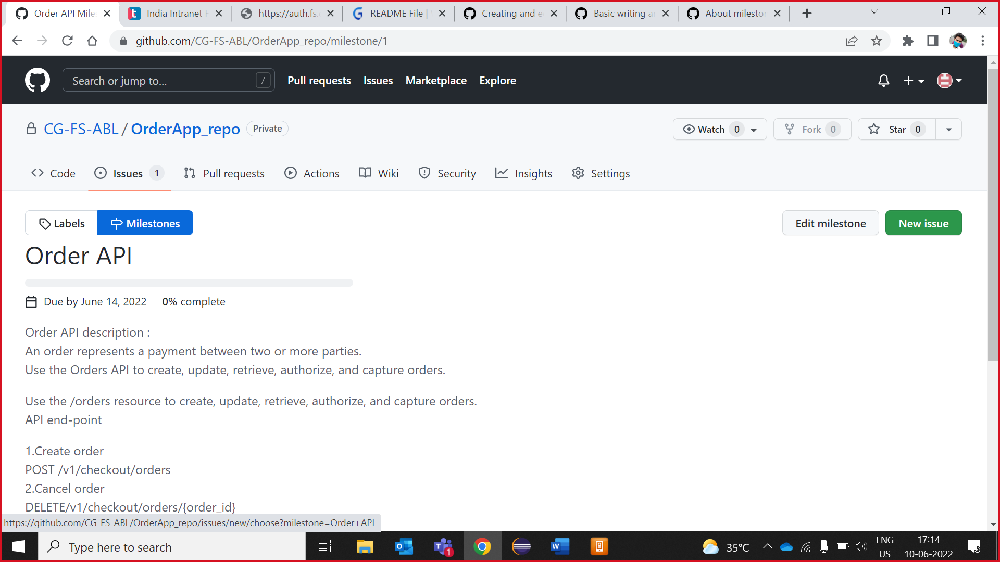 Order API Mile
India Intranet
https://auth.fs.
README File |
Creating and e
Basic writing a
About milesto
github.com/CG-FS-ABL/OrderApp_repo/milestone/1
Search or jump to...
/
Pull requests
Issues
Marketplace
Explore
CG-FS-ABL / OrderApp_repo
Private
Watch 0
Fork 0
Star 0
Code
Issues 1
Pull requests
Actions
Wiki
Security
Insights
Settings
Labels
Milestones
Edit milestone
New issue
Order API
Due by June 14, 2022
0% complete
Order API description :
An order represents a payment between two or more parties.
Use the Orders API to create, update, retrieve, authorize, and capture orders.
Use the /orders resource to create, update, retrieve, authorize, and capture orders.
API end-point
1.Create order
POST /v1/checkout/orders
2.Cancel order
DELETE/v1/checkout/orders/{order_id}
https://github.com/CG-FS-ABL/OrderApp_repo/issues/new/choose?milestone=Order+API
Type here to search
1
35°C
ENG
US
17:14
10-06-2022